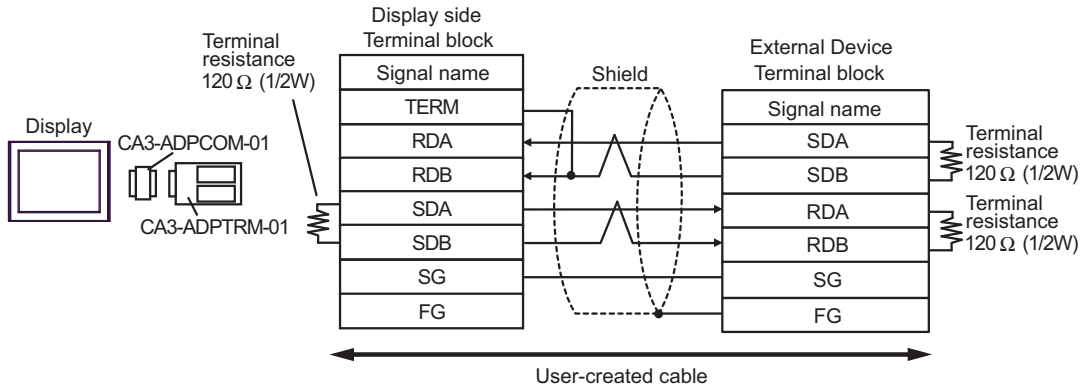 Display side
Terminal block
Terminal
resistance
120 Ω (1/2W)
External Device
Terminal block
Signal name
Shield
TERM
Signal name
Display
CA3-ADPCOM-01
RDA
SDA
Terminal
resistance
120 Ω (1/2W)
RDB
SDB
CA3-ADPTRM-01
SDA
RDA
Terminal
resistance
120 Ω (1/2W)
SDB
RDB
SG
SG
FG
FG
User-created cable